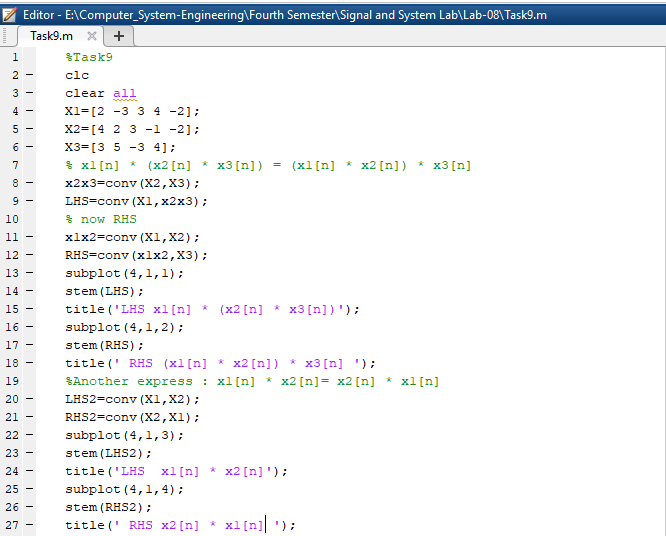 Editor - E:\Computer_System-Engineering\Fourth Semester\Signal and System Lab\Lab-08\Task9.m
Task9.m × +
1 %Task9
2 – clc
3 – clear all
4 – X1=[2 -3 3 4 -2];
5 – X2=[4 2 3 -1 -2];
6 – X3=[3 5 -3 4];
7 % x1[n] * (x2[n] * x3[n]) = (x1[n] * x2[n]) * x3[n]
8 – x2x3=conv(X2,X3);
9 – LHS=conv(X1,x2x3);
10 % now RHS
11 – x1x2=conv(X1,X2);
12 – RHS=conv(x1x2,X3);
13 – subplot(4,1,1);
14 – stem(LHS);
15 – title('LHS x1[n] * (x2[n] * x3[n])');
16 – subplot(4,1,2);
17 – stem(RHS);
18 – title(' RHS (x1[n] * x2[n]) * x3[n] ');
19 %Another express : x1[n] * x2[n]= x2[n] * x1[n]
20 – LHS2=conv(X1,X2);
21 – RHS2=conv(X2,X1);
22 – subplot(4,1,3);
23 – stem(LHS2);
24 – title('LHS  x1[n] * x2[n]');
25 – subplot(4,1,4);
26 – stem(RHS2);
27 – title(' RHS x2[n] * x1[n] ');